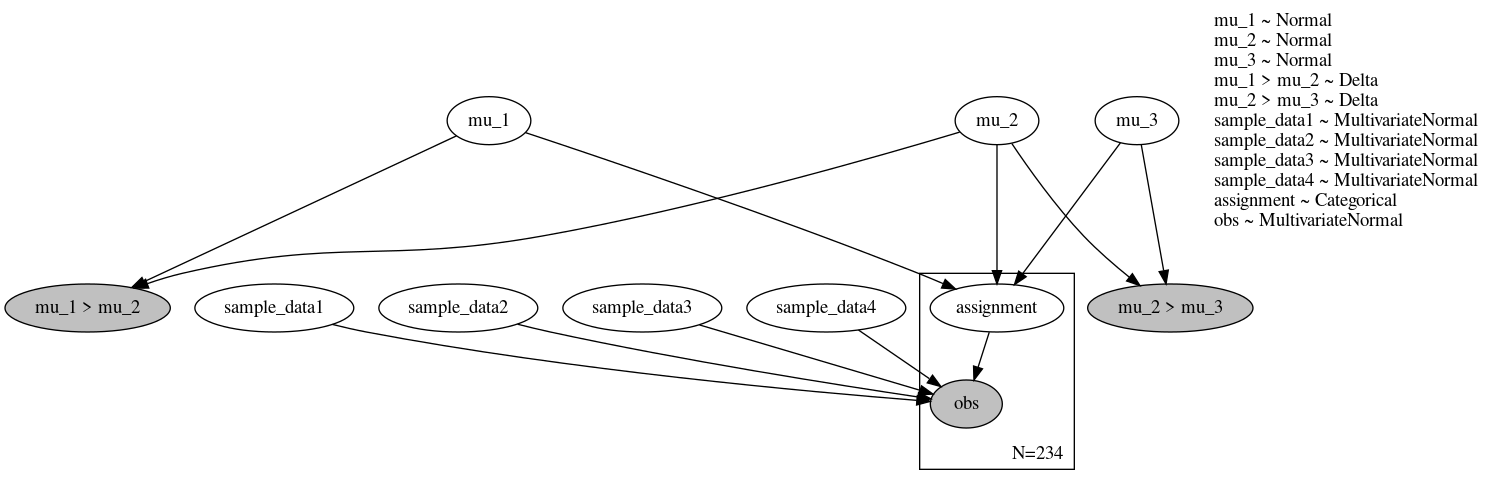 mu_1 ~ Normal
mu_2 ~ Normal
mu_3 ~ Normal
mu_1 > mu_2 ~ Delta
mu_2 > mu_3 ~ Delta
sample_data1 ~ MultivariateNormal
sample_data2 ~ MultivariateNormal
sample_data3 ~ MultivariateNormal
sample_data4 ~ MultivariateNormal
assignment ~ Categorical
obs ~ MultivariateNormal
mu_1
mu_2
mu_3
mu_1 > mu_2
sample_data1
sample_data2
sample_data3
sample_data4
assignment
mu_2 > mu_3
obs
N=234